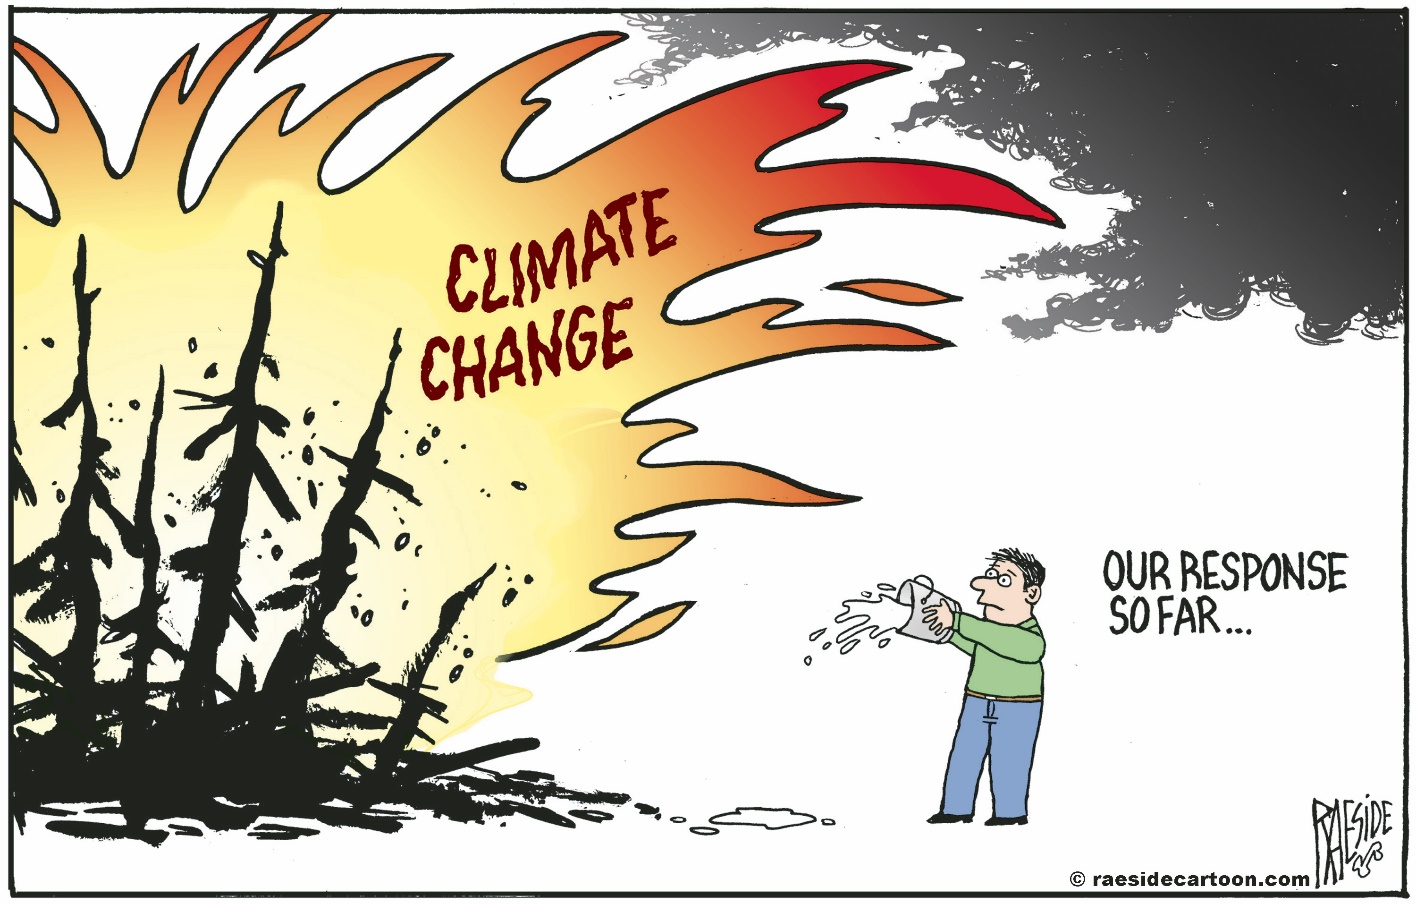 CLIMATE
CHANGE
OUR RESPONSE
SO FAR...
RAESIDE
© raesidecartoon.com